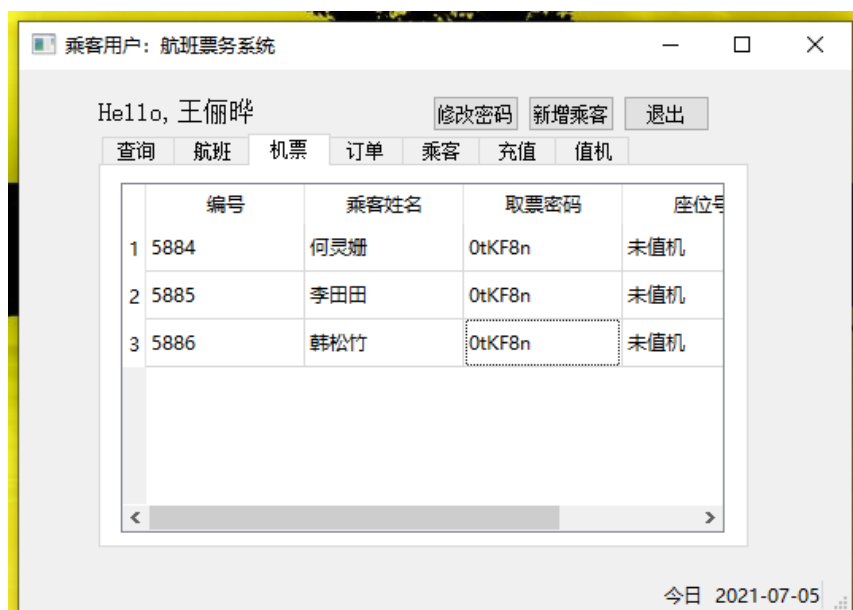 乘客用户：航班票务系统
Hello, 王俪晔 修改密码 新增乘客 退出
查询 航班 机票 订单 乘客 充值 值机
编号 乘客姓名 取票密码 座位号
1 5884 何灵姗 0tKF8n 未值机
2 5885 李田田 0tKF8n 未值机
3 5886 韩松竹 0tKF8n 未值机
今日 2021-07-05